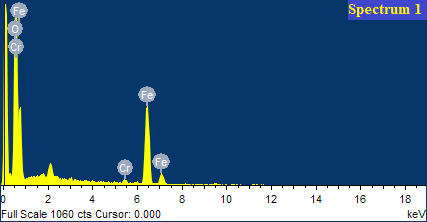 Spectrum 1
Fe
O
Cr
Fe
Cr
Fe
0 2 4 6 8 10 12 14 16 18
Full Scale 1060 cts Cursor: 0.000 keV